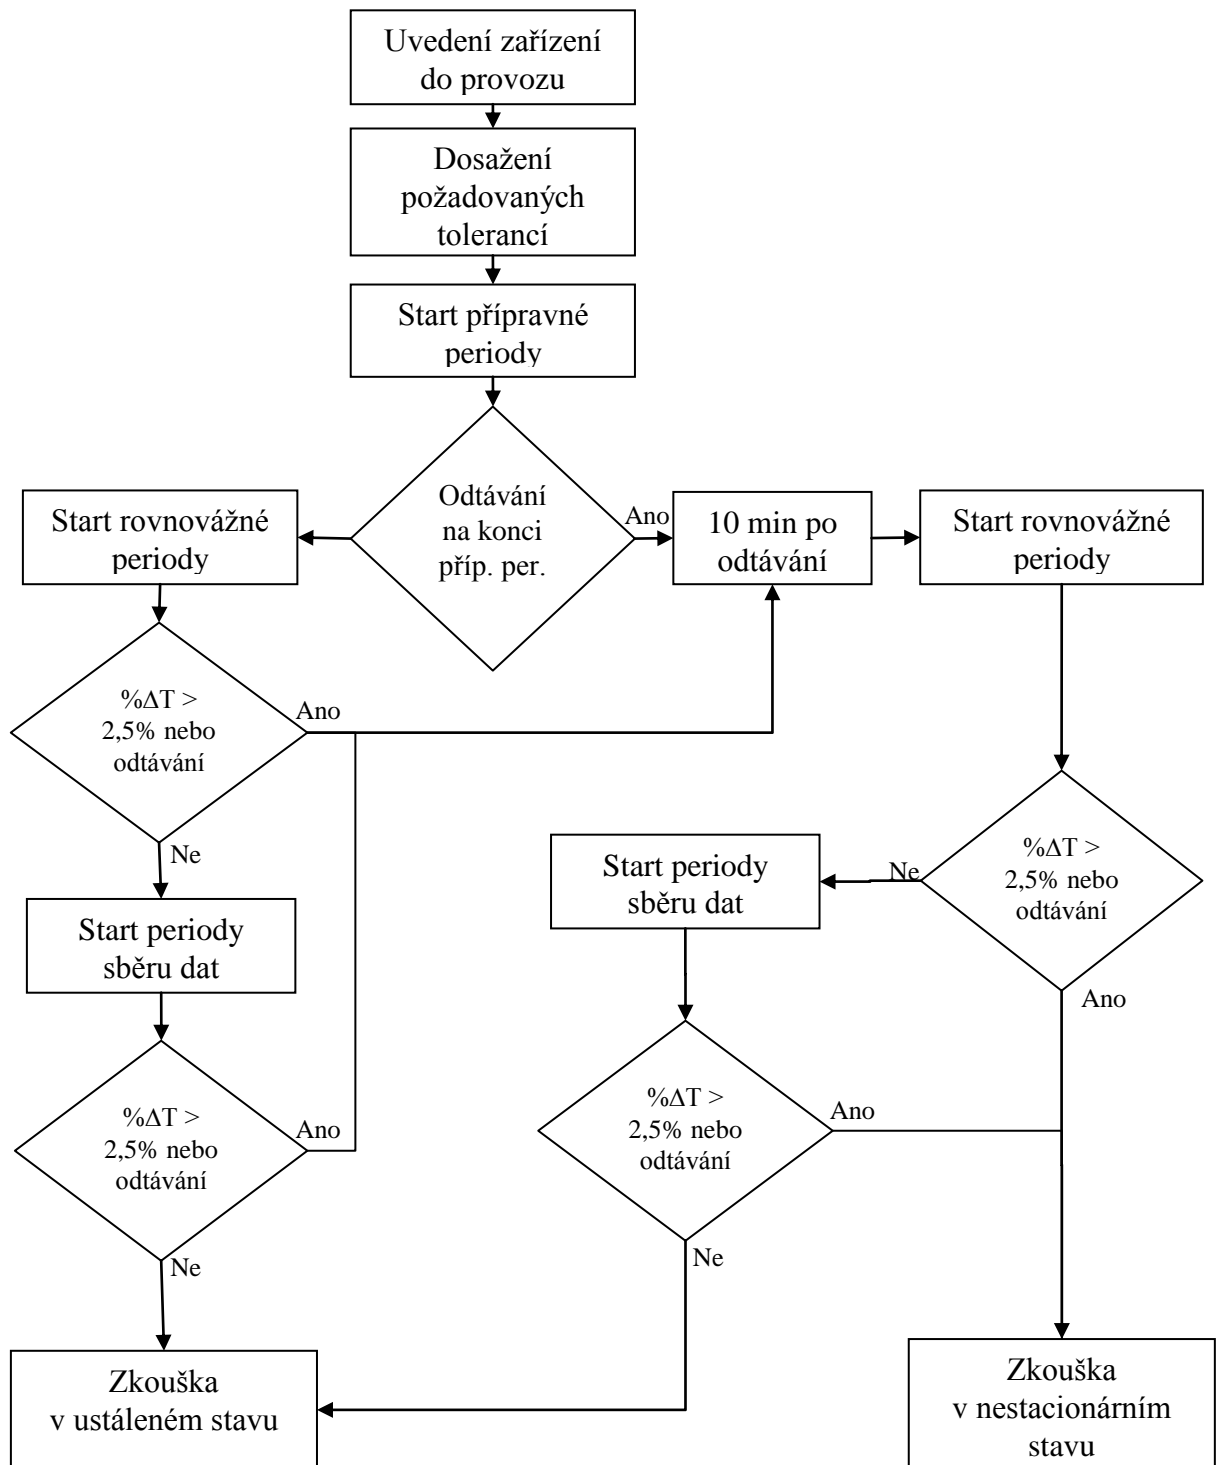 Uvedení zařízení
do provozu
Dosažení
požadovaných
tolerancí
Start přípravné
periody
Odtávání
na konci
příp. per.
Ano
10 min po
odtávání
Start rovnovážné
periody
Start rovnovážné
periody
%ΔT >
2,5% nebo
odtávání
Ano
Ne
%ΔT >
2,5% nebo
odtávání
Ne
Ano
Start periody
sběru dat
Start periody
sběru dat
%ΔT >
2,5% nebo
odtávání
Ano
Ne
%ΔT >
2,5% nebo
odtávání
Ano
Ne
Zkouška
v ustáleném stavu
Zkouška
v nestacionárním
stavu